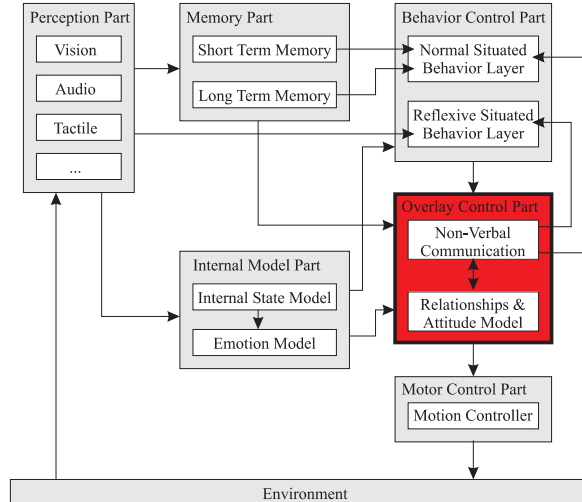 Perception Part
Vision
Audio
Tactile
...
Memory Part
Short Term Memory
Long Term Memory
Behavior Control Part
Normal Situated
Behavior Layer
Reflexive Situated
Behavior Layer
Overlay Control Part
Non-Verbal
Communication
Relationships &
Attitude Model
Internal Model Part
Internal State Model
Emotion Model
Motor Control Part
Motion Controller
Environment